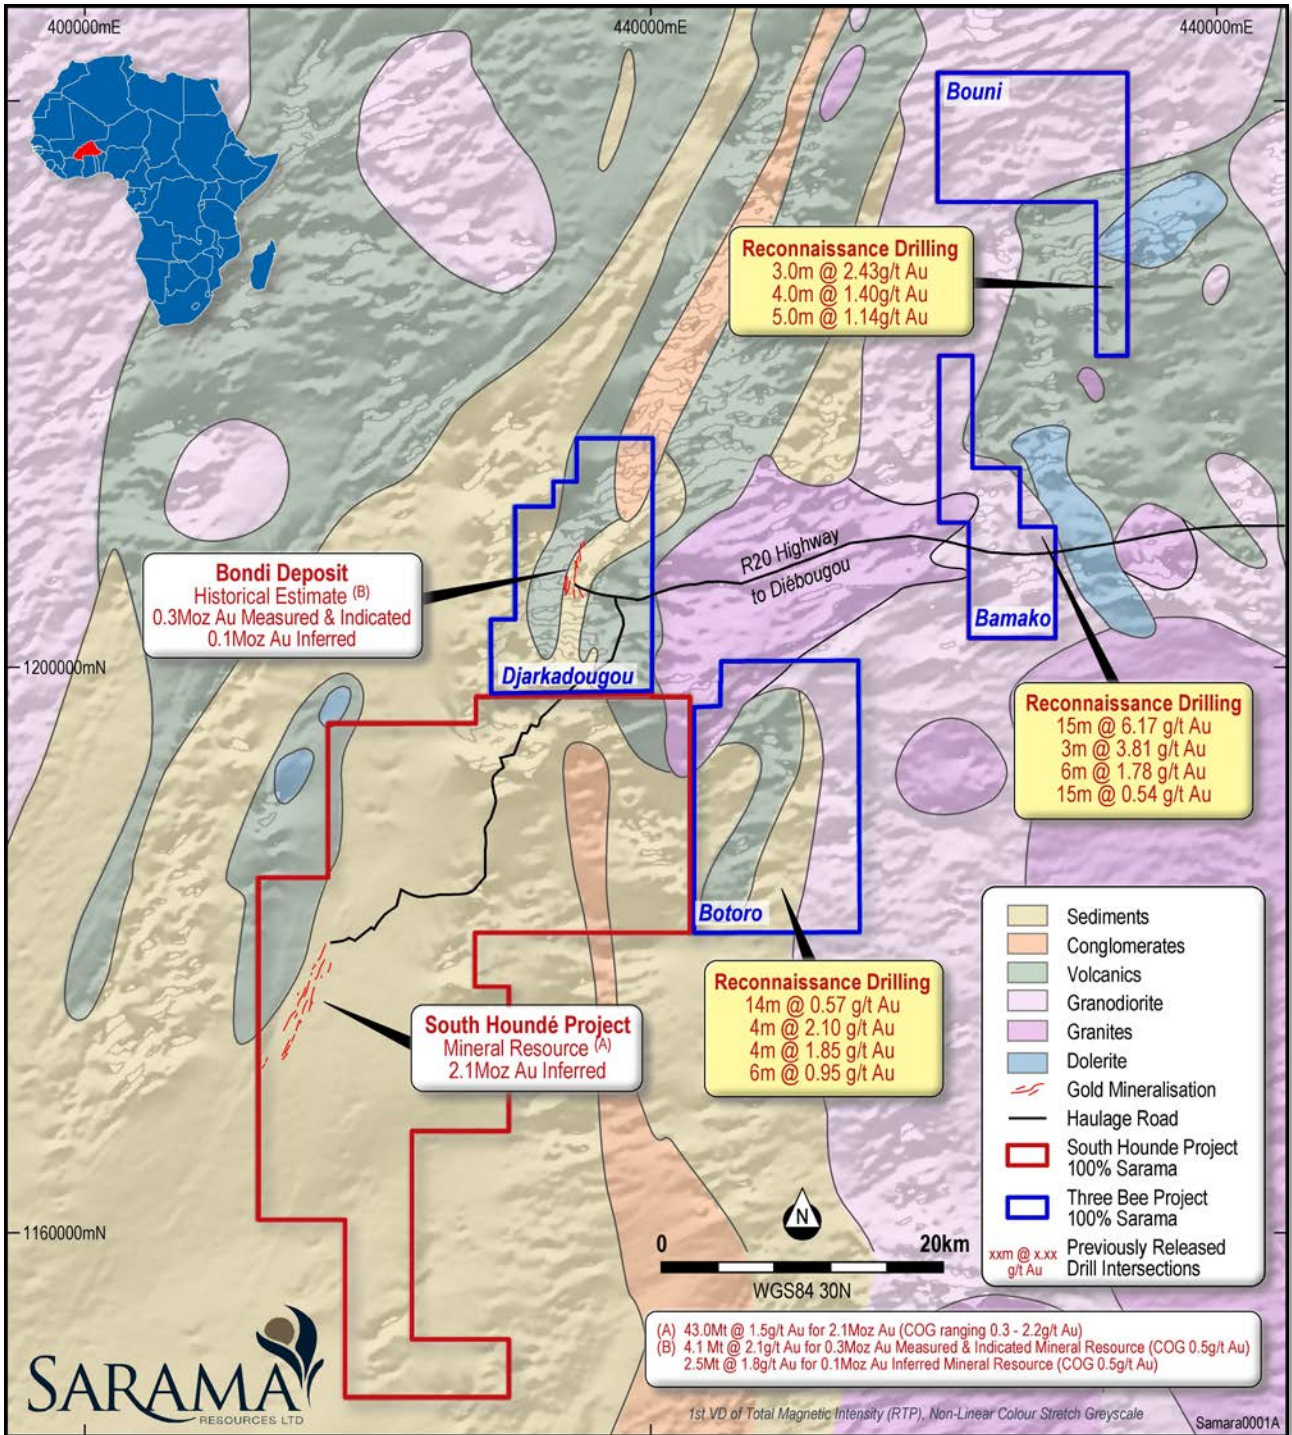 400000mE
440000mE
440000mE
Bouni
Reconnaissance Drilling
3.0m @ 2.43g/t Au
4.0m @ 1.40g/t Au
5.0m @ 1.14g/t Au
R20 Highway
to Diébougou
Bondi Deposit
Historical Estimate (B)
0.3Moz Au Measured & Indicated
0.1Moz Au Inferred
Bamako
1200000mN
Djarkadougou
Reconnaissance Drilling
15m @ 6.17 g/t Au
3m @ 3.81 g/t Au
6m @ 1.78 g/t Au
15m @ 0.54 g/t Au
Botoro
Reconnaissance Drilling
14m @ 0.57 g/t Au
4m @ 2.10 g/t Au
4m @ 1.85 g/t Au
6m @ 0.95 g/t Au
South Houndé Project
Mineral Resource (A)
2.1Moz Au Inferred
Sediments
Conglomerates
Volcanics
Granodiorite
Granites
Dolerite
Gold Mineralisation
Haulage Road
South Hounde Project
100% Sarama
Three Bee Project
100% Sarama
xxm @ x.xx
g/t Au
Previously Released
Drill Intersections
1160000mN
N
0 20km
WGS84 30N
(A) 43.0Mt @ 1.5g/t Au for 2.1Moz Au (COG ranging 0.3 - 2.2g/t Au)
(B) 4.1 Mt @ 2.1g/t Au for 0.3Moz Au Measured & Indicated Mineral Resource (COG 0.5g/t Au)
2.5Mt @ 1.8g/t Au for 0.1Moz Au Inferred Mineral Resource (COG 0.5g/t Au)
SARAMA
RESOURCES LTD
1st VD of Total Magnetic Intensity (RTP), Non-Linear Colour Stretch Greyscale
Samara0001A